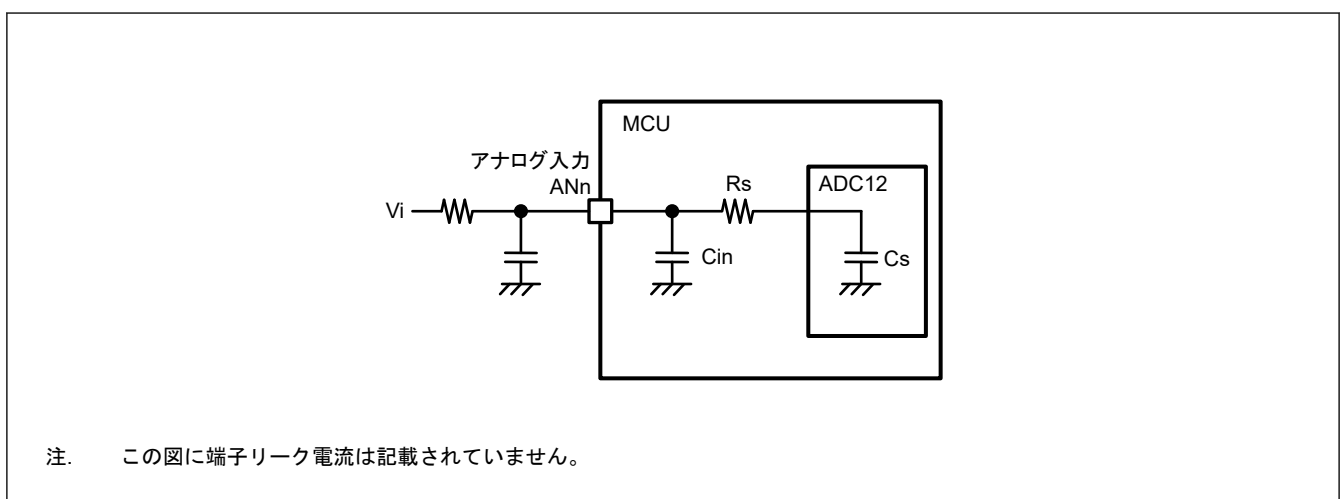 MCU
アナログ入力
ANn
Rs
ADC12
Vi
Cin
Cs
注. この図に端子リーク電流は記載されていません。